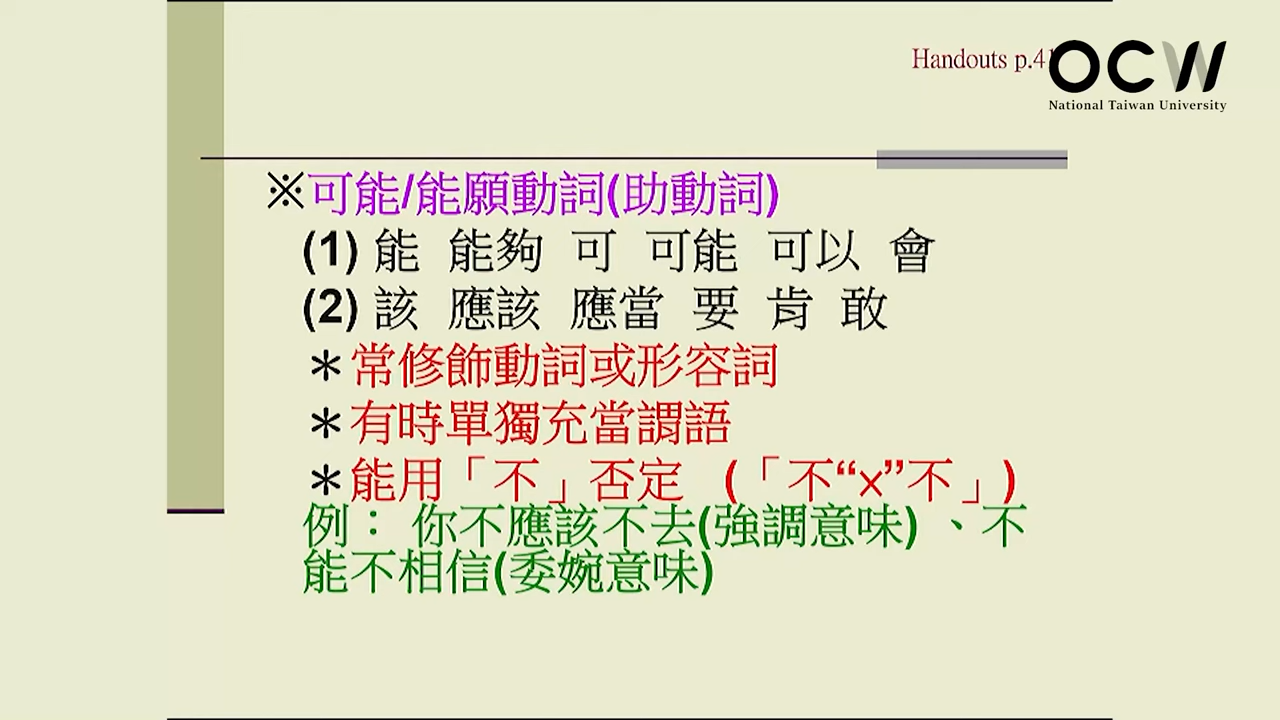 Handouts p.41
OCW
National Taiwan University
※可能/能願動詞(助動詞)
(1) 能 能夠 可 可能 可以 會
(2) 該 應該 應當 要 肯 敢
＊常修飾動詞或形容詞
＊有時單獨充當謂語
＊能用「不」否定 (「不“×”不」)
例： 你不應該不去(強調意味) 、不
能不相信(委婉意味)